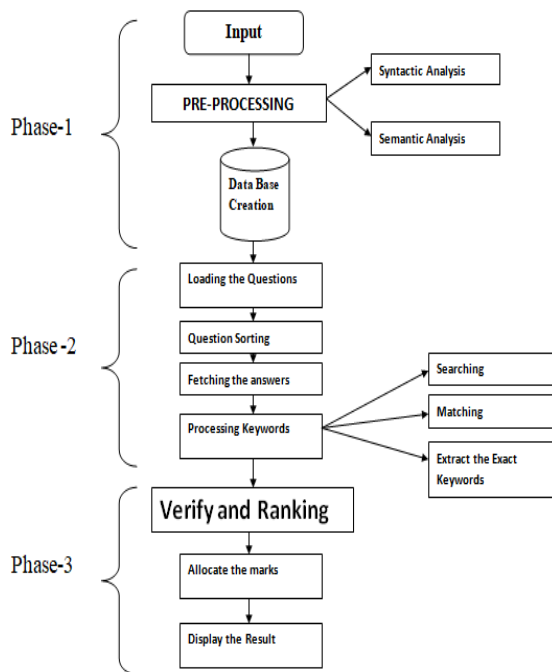 Input
Syntactic Analysis
PRE-PROCESSING
Phase-1
Semantic Analysis
Data Base
Creation
Loading the Questions
Question Sorting
Phase -2
Fetching the answers
Searching
Processing Keywords
Matching
Extract the Exact
Keywords
Verify and Ranking
Phase-3
Allocate the marks
Display the Result